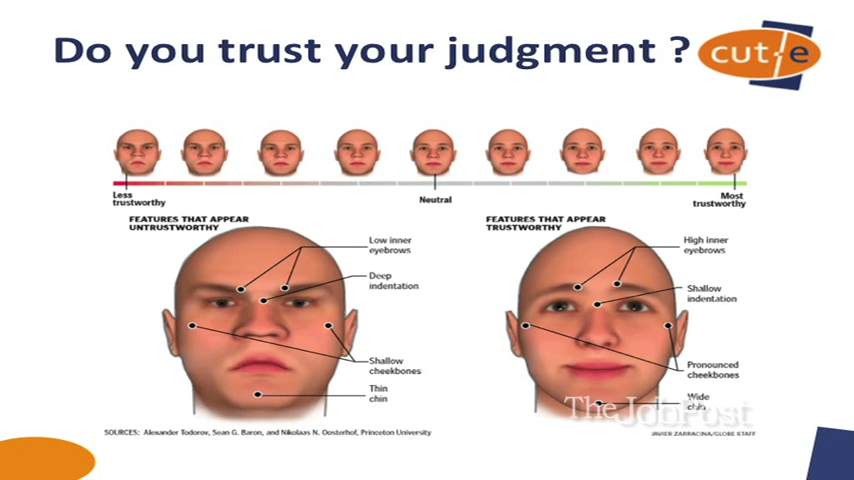 Do you trust your judgment ?
cut-e
Less
trustworthy
Neutral
Most
trustworthy
FEATURES THAT APPEAR
UNTRUSTWORTHY
Low inner
eyebrows
Deep
indentation
Shallow
cheekbones
Thin
chin
FEATURES THAT APPEAR
TRUSTWORTHY
High inner
eyebrows
Shallow
indentation
Pronounced
cheekbones
Wide
chin
TheJobPost
SOURCES: Alexander Todorov, Sean G. Baron, and Nikolaas N. Oosterhof, Princeton University
JAVIER ZARRACINA/GLOBE STAFF